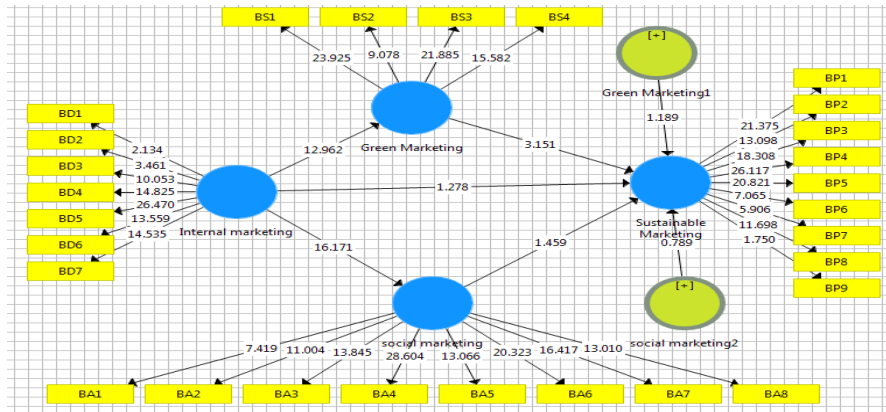 BS1
BS2
BS3
BS4
[+]
23.925
9.078
21.885
15.582
Green Marketing1
BP1
BP2
BP3
BP4
BP5
BP6
BP7
BP8
BP9
1.189
21.375
13.098
18.308
26.117
20.821
7.065
5.906
11.698
1.750
BD1
BD2
BD3
BD4
BD5
BD6
BD7
2.134
3.461
10.053
14.825
26.470
13.559
14.535
12.962
Green Marketing
3.151
1.278
Internal marketing
Sustainable
Marketing
0.789
16.171
1.459
[+]
social marketing
social marketing2
7.419
11.004
13.845
28.604
13.066
20.323
16.417
13.010
BA1
BA2
BA3
BA4
BA5
BA6
BA7
BA8